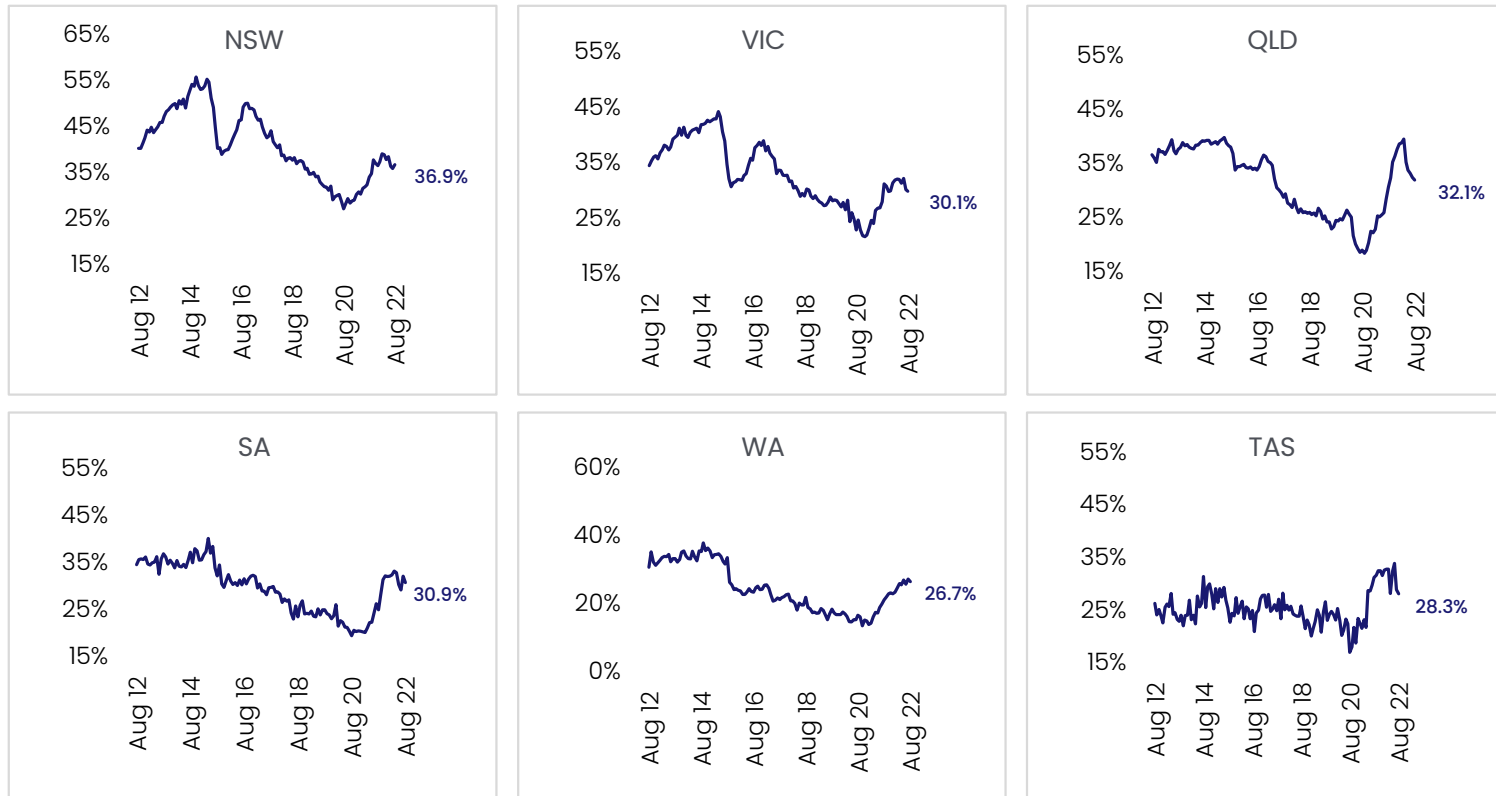 NSW
65%
55%
45%
35%
25%
15%
36.9%
Aug 12
Aug 14
Aug 16
Aug 18
Aug 20
Aug 22
VIC
55%
45%
35%
25%
15%
30.1%
Aug 12
Aug 14
Aug 16
Aug 18
Aug 20
Aug 22
QLD
55%
45%
35%
25%
15%
32.1%
Aug 12
Aug 14
Aug 16
Aug 18
Aug 20
Aug 22
SA
55%
45%
35%
25%
15%
30.9%
Aug 12
Aug 14
Aug 16
Aug 18
Aug 20
Aug 22
WA
60%
40%
20%
0%
26.7%
Aug 12
Aug 14
Aug 16
Aug 18
Aug 20
Aug 22
TAS
55%
45%
35%
25%
15%
28.3%
Aug 12
Aug 14
Aug 16
Aug 18
Aug 20
Aug 22